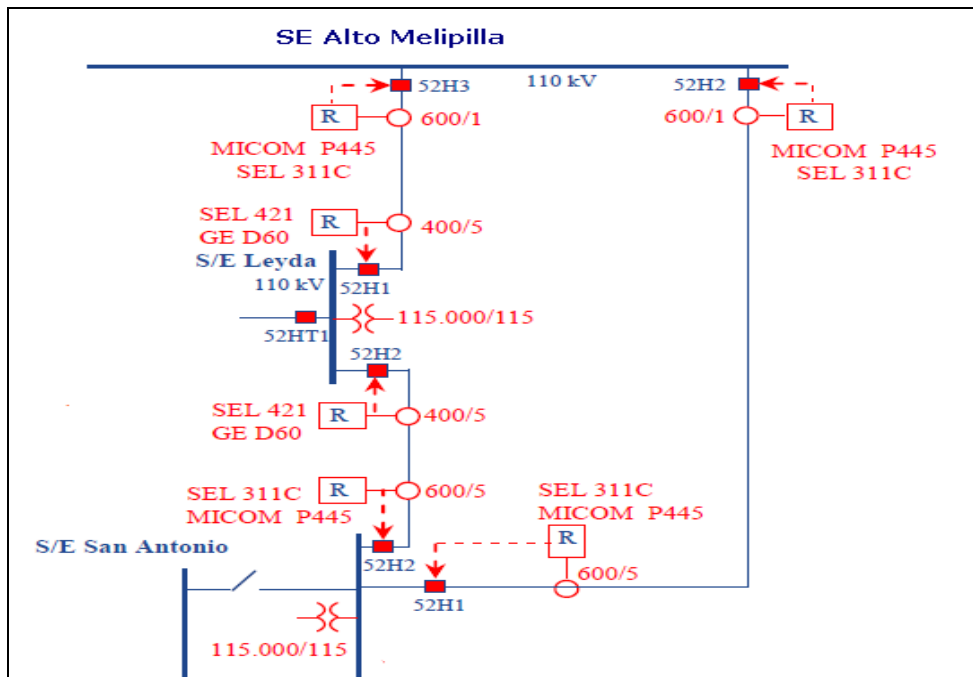 SE Alto Melipilla
110 kV
52H3
52H2
R
600/1
600/1
R
MICOM P445
SEL 311C
MICOM P445
SEL 311C
SEL 421
GE D60
R
400/5
S/E Leyda
110 kV
52H1
115.000/115
52HT1
52H2
SEL 421
GE D60
R
400/5
SEL 311C
MICOM P445
R
600/5
SEL 311C
MICOM P445
R
S/E San Antonio
52H2
600/5
52H1
115.000/115